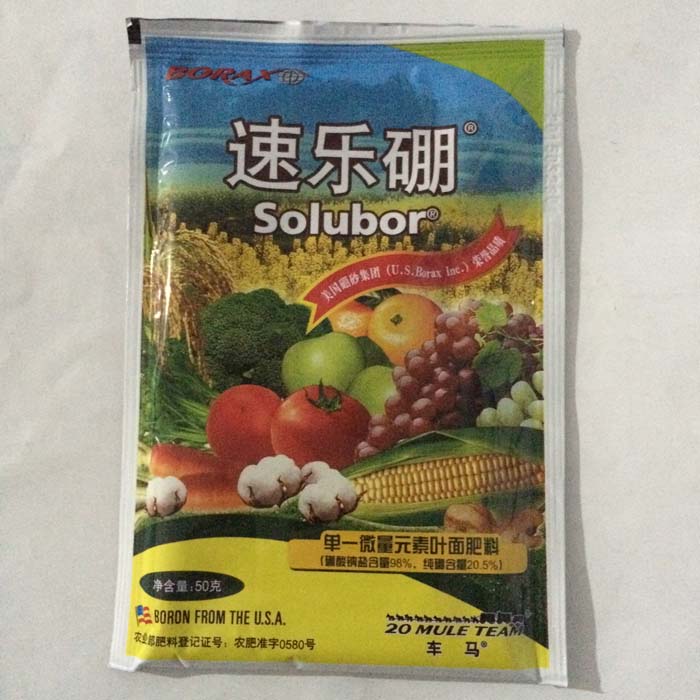 BORAX
速乐硼®
Solubor®
美国硼砂集团（U.S.Borax Inc.）荣誉品质
单一微量元素叶面肥料
（硼酸钠盐含量98%，纯硼含量20.5%）
净含量:50克
BORON FROM THE U.S.A.
农业部肥料登记证号：农肥准字0580号
20 MULE TEAM®
车马®